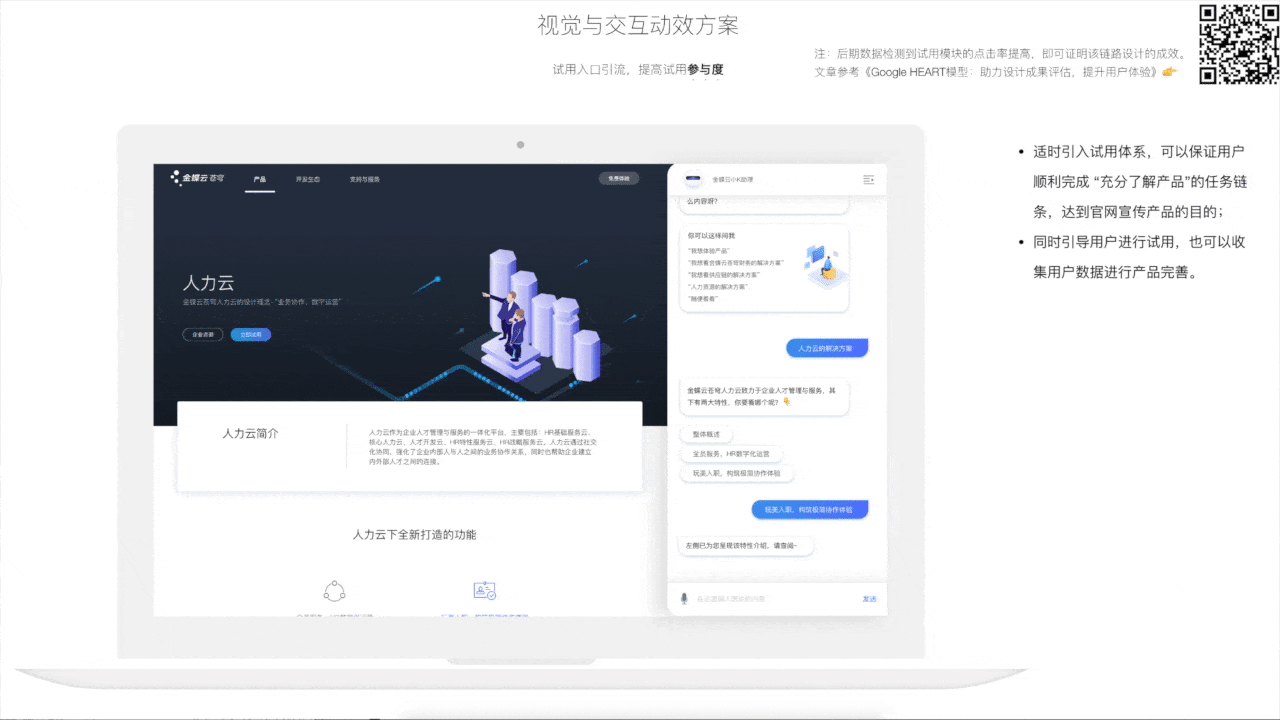 视觉与交互动效方案
试用入口引流，提高试用参与度
注：后期数据检测到试用模块的点击率提高，即可证明该链路设计的成效。
文章参考《Google HEART模型：助力设计成果评估，提升用户体验》👉
• 适时引入试用体系，可以保证用户
顺利完成 “充分了解产品”的任务链
条，达到官网宣传产品的目的；
• 同时引导用户进行试用，也可以收
集用户数据进行产品完善。
金蝶云 苍穹
产品
开发生态
支持与服务
免费体验
人力云
金蝶云苍穹人力云的设计理念-“业务协作，数字运营”
企业咨询
立即试用
人力云简介
人力云作为企业人才管理与服务的一体化平台，主要包括：HR基础服务云、
核心人力云、人才开发云、HR特性服务云、HR战略服务云。人力云通过社交
化协同，强化了企业内部人与人之间的业务协作关系，同时也帮助企业建立
内外部人才之间的连接。
人力云下全新打造的功能
金蝶云小K助理
么内容呀？
你可以这样问我
“我想体验产品”
“我想看金蝶云苍穹财务的解决方案”
“我想看供应链的解决方案”
“人力资源的解决方案”
“随便看看”
人力云的解决方案
金蝶云苍穹人力云致力于企业人才管理与服务，其
下有两大特性，你要看哪个呢？👇
整体概述
全员服务，HR数字化运营
玩美入职，构筑极简协作体验
玩美入职，构筑极简协作体验
左侧已为您呈现该特性介绍，请查阅~
发送